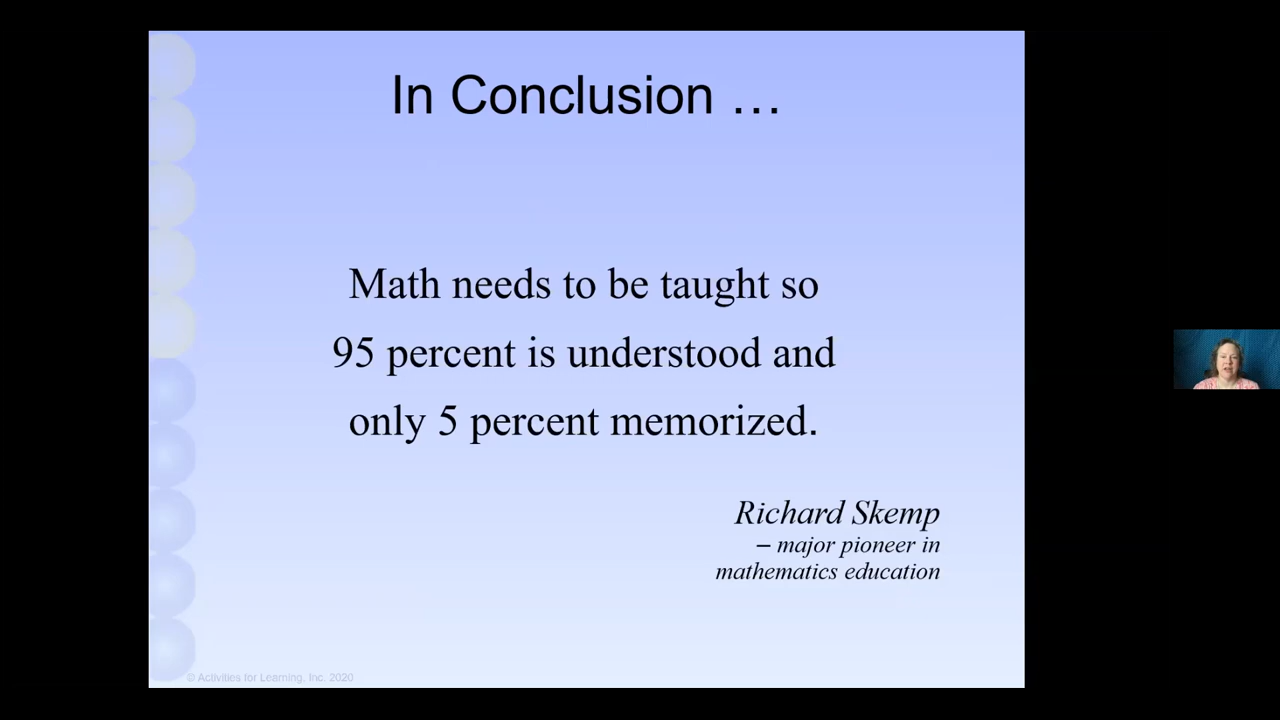 In Conclusion …
Math needs to be taught so
95 percent is understood and
only 5 percent memorized.
Richard Skemp
– major pioneer in
mathematics education
© Activities for Learning, Inc. 2020